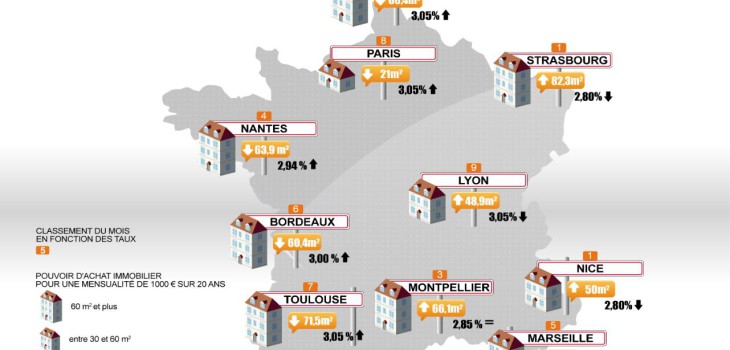 3,05%
8
PARIS
21m²
3,05%
1
STRASBOURG
82,3m²
2,80%
4
NANTES
63,9 m²
2,94 %
9
LYON
48,9m²
3,05%
CLASSEMENT DU MOIS
EN FONCTION DES TAUX
5
6
BORDEAUX
60,4m²
3,00 %
POUVOIR D'ACHAT IMMOBILIER
POUR UNE MENSUALITE DE 1000 € SUR 20 ANS
60 m² et plus
entre 30 et 60 m²
7
TOULOUSE
71,5m²
3,05 %
3
MONTPELLIER
66,1m²
2,85 % =
1
NICE
50m²
2,80%
5
MARSEILLE